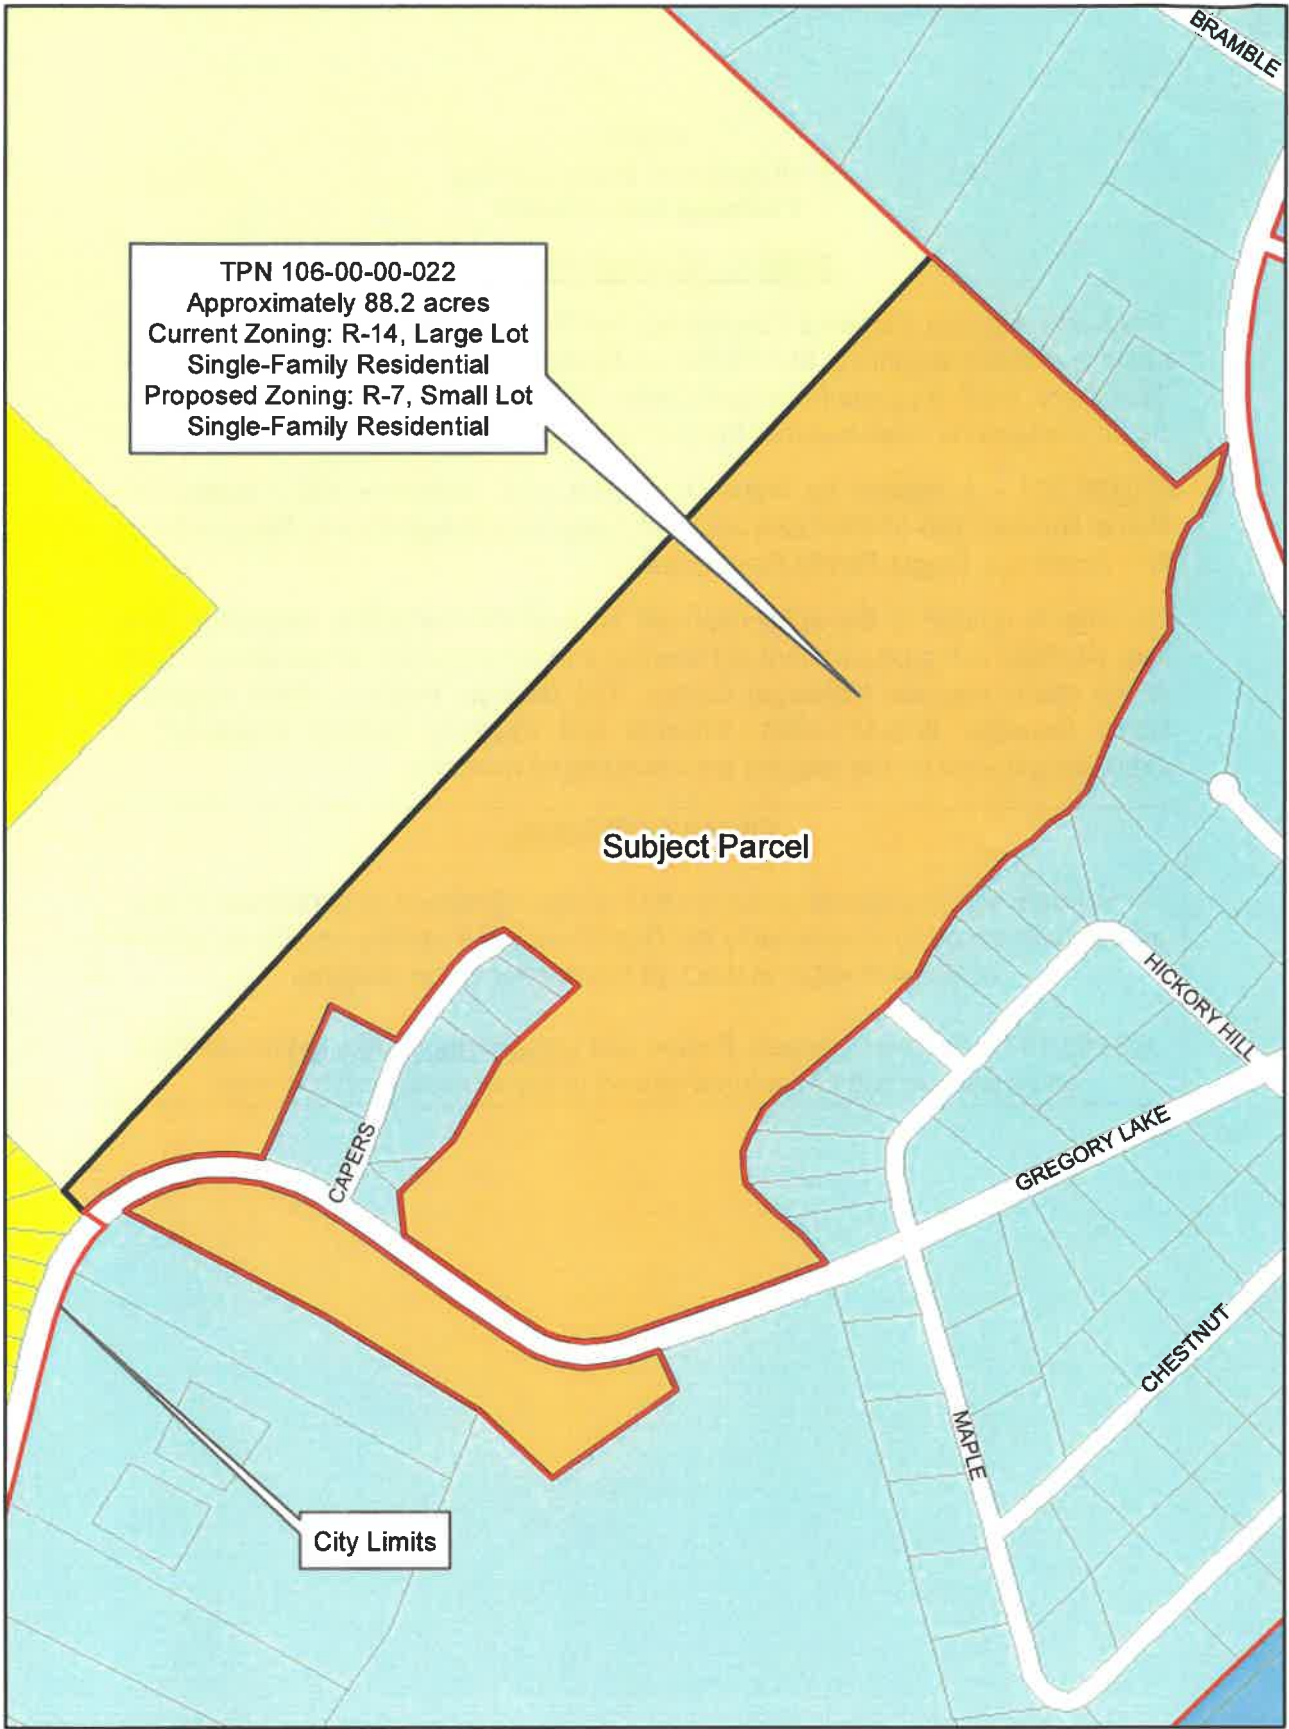 BRAMBLE
TPN 106-00-00-022
Approximately 88.2 acres
Current Zoning: R-14, Large Lot
Single-Family Residential
Proposed Zoning: R-7, Small Lot
Single-Family Residential
Subject Parcel
HICKORY HILL
GREGORY LAKE
CAPERS
CHESTNUT
MAPLE
City Limits